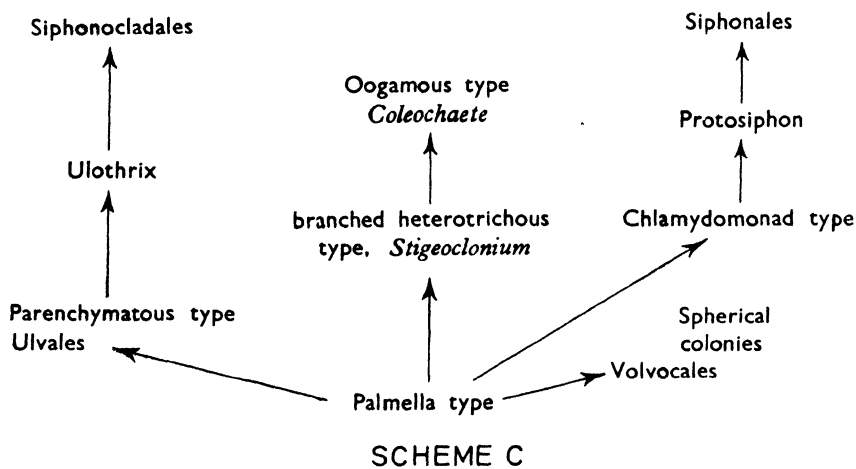 Siphonocladales
Siphonales
Oogamous type
Coleochaete
Protosiphon
Ulothrix
branched heterotrichous
type, Stigeoclonium
Chlamydomonad type
Parenchymatous type
Ulvales
Spherical
colonies
Volvocales
Palmella type
SCHEME C